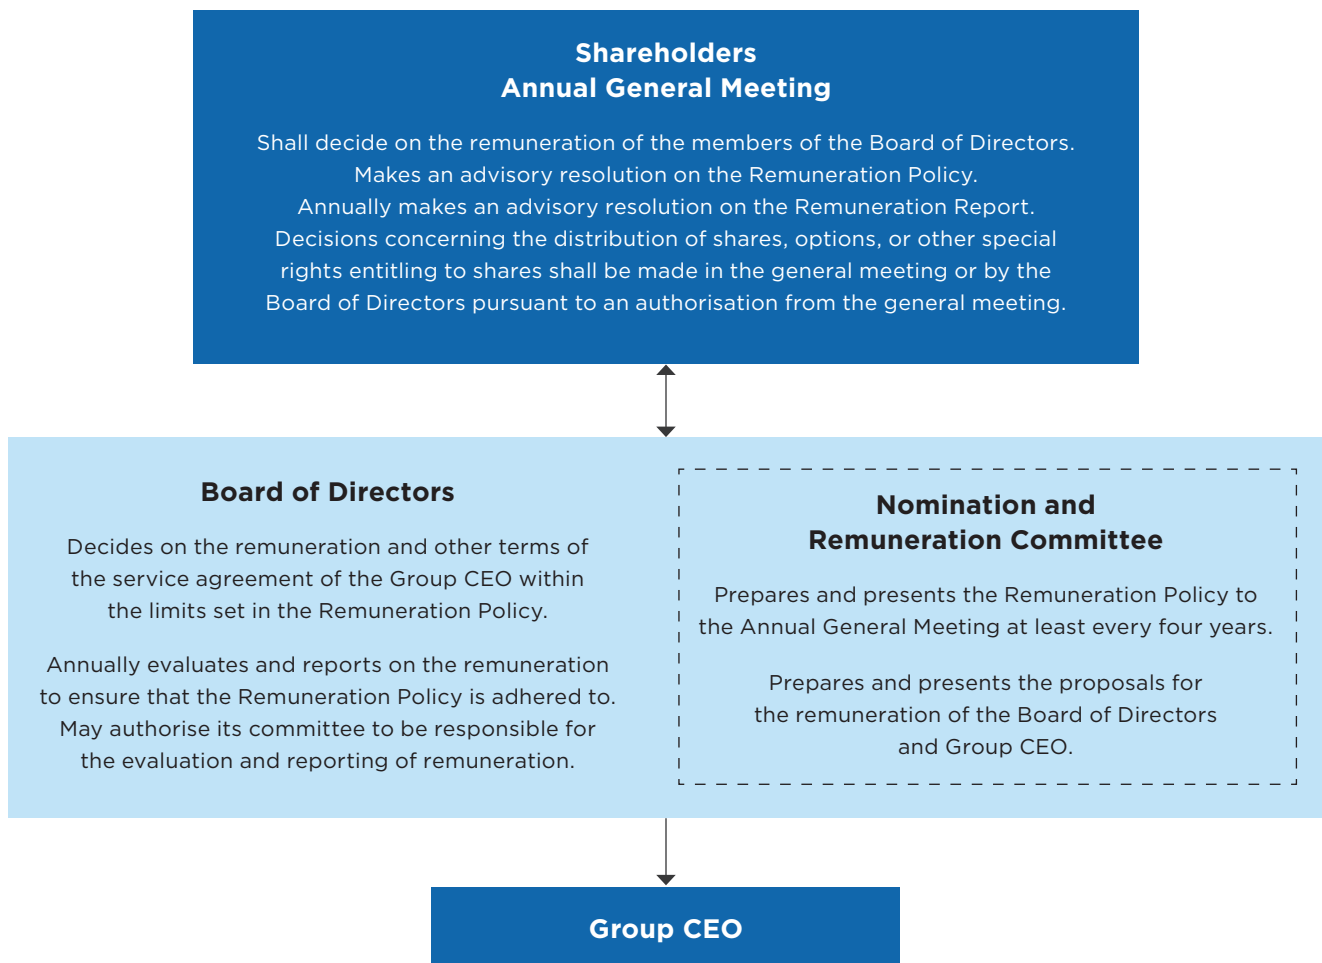 Shareholders
Annual General Meeting
Shall decide on the remuneration of the members of the Board of Directors.
Makes an advisory resolution on the Remuneration Policy.
Annually makes an advisory resolution on the Remuneration Report.
Decisions concerning the distribution of shares, options, or other special
rights entitling to shares shall be made in the general meeting or by the
Board of Directors pursuant to an authorisation from the general meeting.
Board of Directors
Decides on the remuneration and other terms of
the service agreement of the Group CEO within
the limits set in the Remuneration Policy.
Annually evaluates and reports on the remuneration
to ensure that the Remuneration Policy is adhered to.
May authorise its committee to be responsible for
the evaluation and reporting of remuneration.
Nomination and
Remuneration Committee
Prepares and presents the Remuneration Policy to
the Annual General Meeting at least every four years.
Prepares and presents the proposals for
the remuneration of the Board of Directors
and Group CEO.
Group CEO